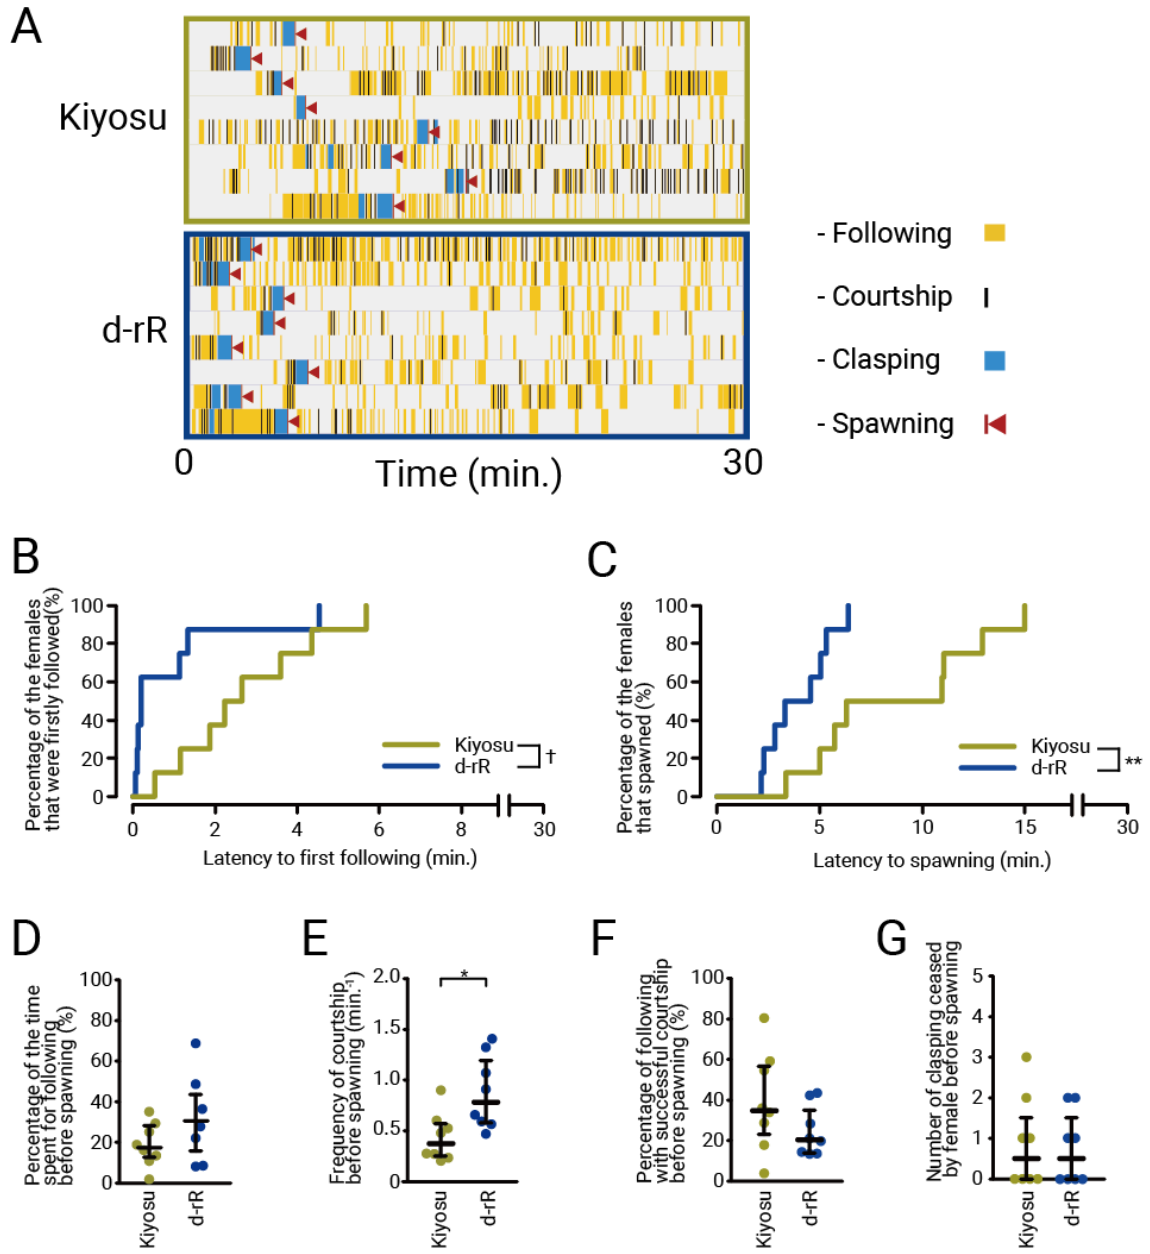 A
Kiyosu
d-rR
- Following
- Courtship
- Clasping
- Spawning
0
30
Time (min.)
B
Percentage of the females
that were firstly followed(%)
100
80
60
40
20
0
Kiyosu
d-rR
†
0
2
4
6
8
30
Latency to first following (min.)
C
Percentage of the females
that spawned (%)
100
80
60
40
20
0
Kiyosu
d-rR
**
0
5
10
15
30
Latency to spawning (min.)
D
Percentage of the time
spent for following
before spawning (%)
100
80
60
40
20
0
Kiyosu
d-rR
E
Frequency of courtship
before spawning (min.-1)
2.0
1.5
1.0
0.5
0
*
Kiyosu
d-rR
F
Percentage of following
with successful courtship
before spawning (%)
100
80
60
40
20
0
Kiyosu
d-rR
G
Number of clasping ceased
by female before spawning
5
4
3
2
1
0
Kiyosu
d-rR